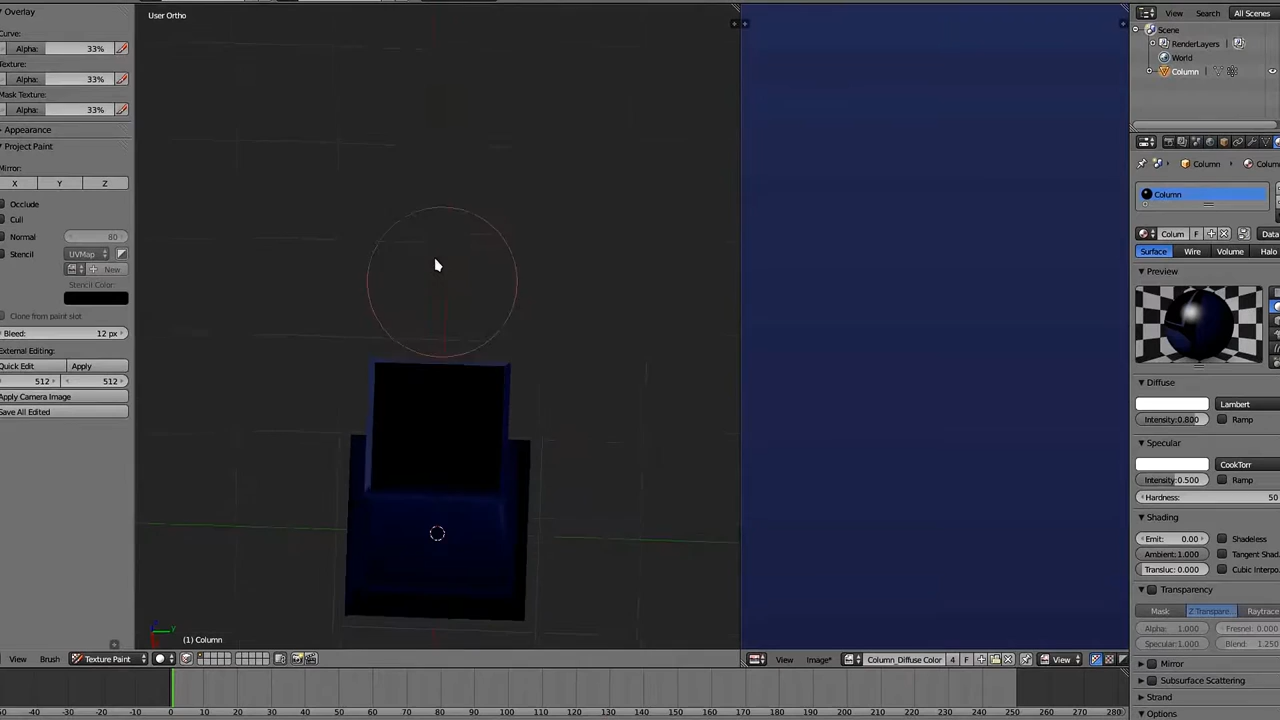 Overlay
Curve:
Alpha: 33%
Texture:
Alpha: 33%
Mask Texture:
Alpha: 33%
Appearance
Project Paint
Mirror:
X Y Z
Occlude
Cull
Normal 80
Stencil UVMap
New
Stencil Color:
Clone from paint slot
Bleed: 12 px
External Editing:
Quick Edit Apply
512 512
Apply Camera Image
Save All Edited
User Ortho
(1) Column
View Brush Texture Paint
View Image* Column_Diffuse Color 4 F View
-40 -30 -20 -10 0 10 20 30 40 50 60 70 80 90 100 110 120 130 140 150 160 170 180 190 200 210 220 230 240 250 260 270 280
View Search All Scenes
Scene
RenderLayers
World
Column
Column Colum
Column
Colum F Data
Surface Wire Volume Halo
Preview
Diffuse
Lambert
Intensity:0.800 Ramp
Specular
CookTorr
Intensity:0.500 Ramp
Hardness: 50
Shading
Emit: 0.00 Shadeless
Ambient:1.000 Tangent Shad.
Transluc: 0.000 Cubic Interpo.
Transparency
Mask Z Transpare... Raytrace
Alpha: 1.000 Fresnel: 0.000
Specular:1.000 Blend: 1.250
Mirror
Subsurface Scattering
Strand
Options